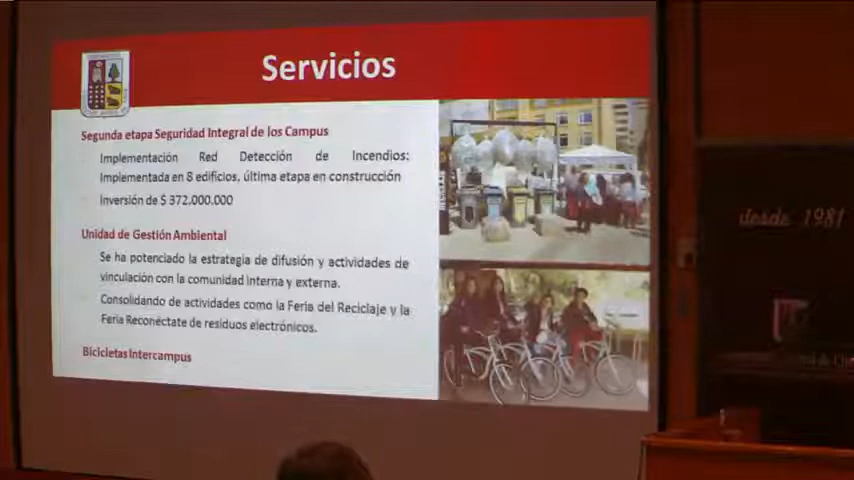 Servicios
Segunda etapa Seguridad Integral de los Campus
Implementación Red Detección de Incendios:
Implementada en 8 edificios, última etapa en construcción
Inversión de $ 372.000.000
Unidad de Gestión Ambiental
Se ha potenciado la estrategia de difusión y actividades de
vinculación con la comunidad interna y externa.
Consolidando de actividades como la Feria del Reciclaje y la
Feria Reconéctate de residuos electrónicos.
Bicicletas Intercampus
desde 1981